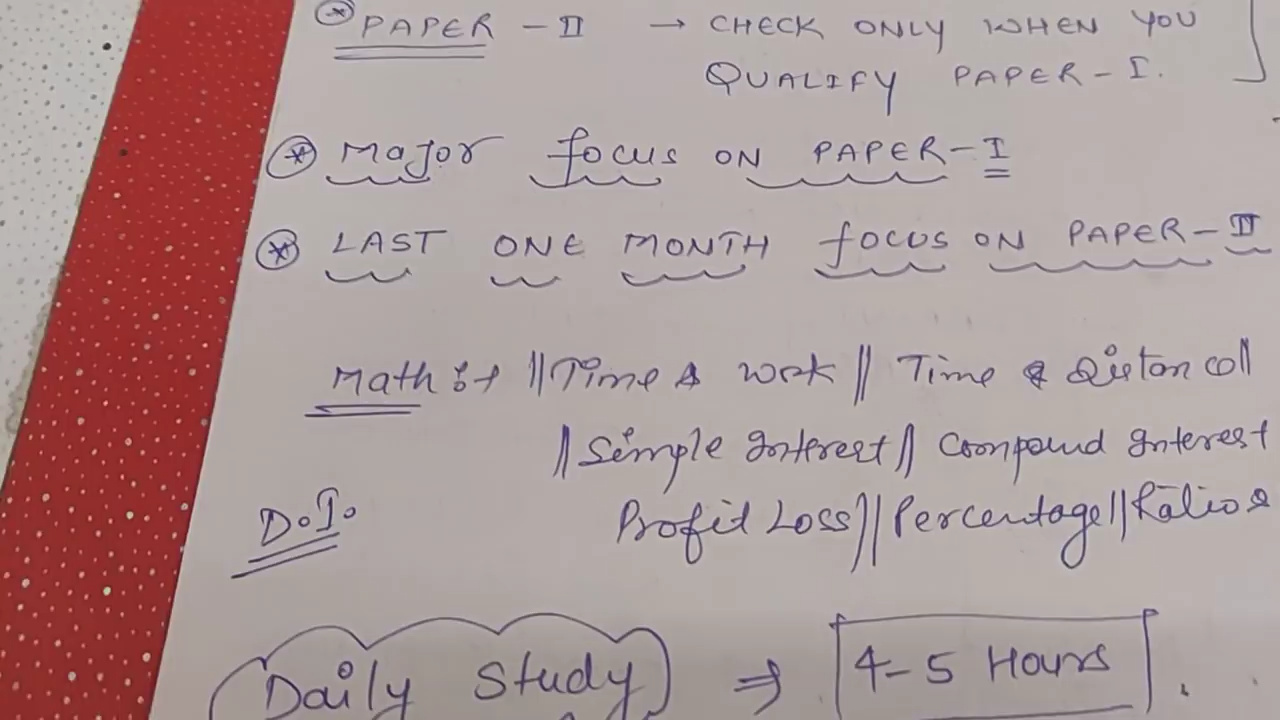 PAPER - II → CHECK ONLY WHEN YOU
QUALIFY PAPER - I.
Major focus ON PAPER - I
LAST ONE MONTH focus ON PAPER - II
Math :+ || Time & work || Time &
|| Simple Interest || Compound Interest
D.I. Profit Loss || Percentage || Ratio &
Daily Study ⇒ 4-5 Hours.